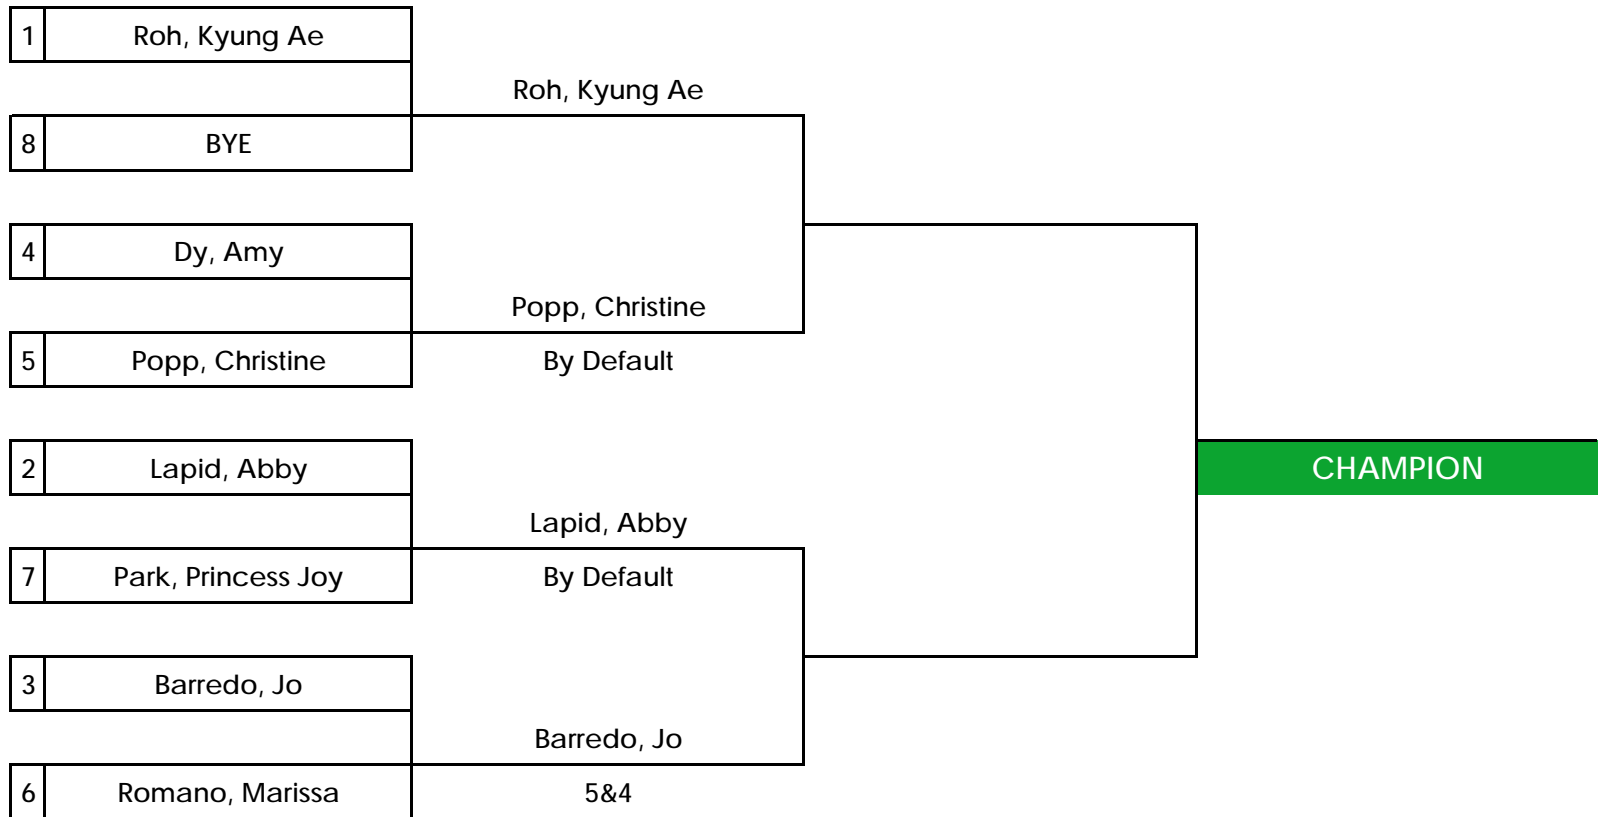 1 Roh, Kyung Ae
Roh, Kyung Ae
8 BYE
4 Dy, Amy
Popp, Christine
5 Popp, Christine By Default
2 Lapid, Abby
CHAMPION
Lapid, Abby
7 Park, Princess Joy By Default
3 Barredo, Jo
Barredo, Jo
6 Romano, Marissa 5&4